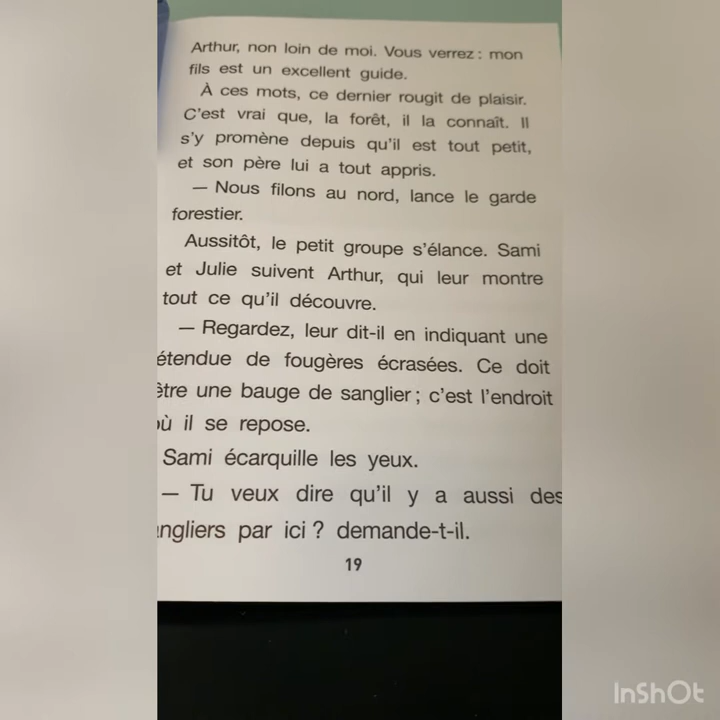 Arthur, non loin de moi. Vous verrez : mon
fils est un excellent guide.
À ces mots, ce dernier rougit de plaisir.
C'est vrai que, la forêt, il la connaît. Il
s'y promène depuis qu'il est tout petit,
et son père lui a tout appris.
— Nous filons au nord, lance le garde
forestier.
Aussitôt, le petit groupe s'élance. Sami
et Julie suivent Arthur, qui leur montre
tout ce qu'il découvre.
— Regardez, leur dit-il en indiquant une
étendue de fougères écrasées. Ce doit
être une bauge de sanglier ; c'est l'endroit
où il se repose.
Sami écarquille les yeux.
— Tu veux dire qu'il y a aussi des
ngliers par ici ? demande-t-il.
19
InShOt